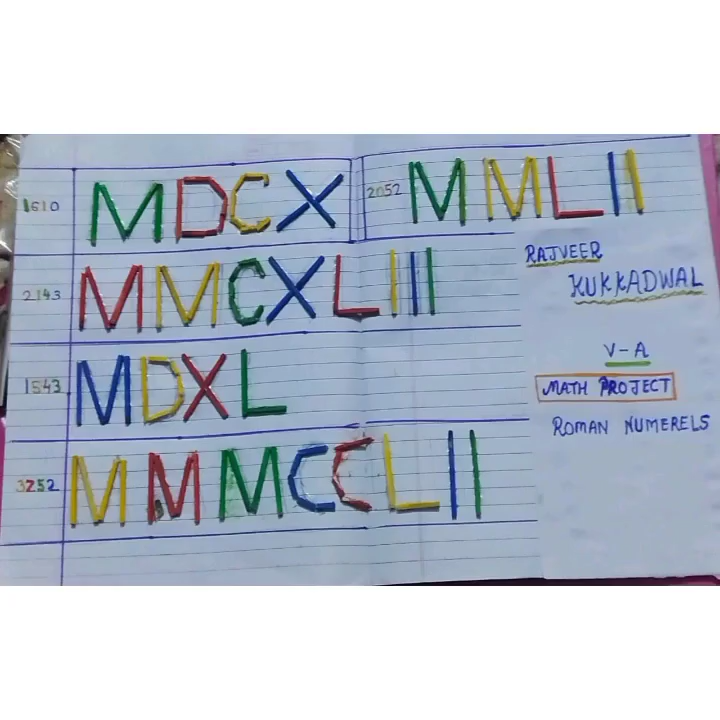 1610 MDCX
2052 MMLII
2143 MMCXLIII
1543 MDXL
3252 MMMCCLII
RAJVEER
KUKKADWAL
V-A
MATH PROJECT
ROMAN NUMERELS